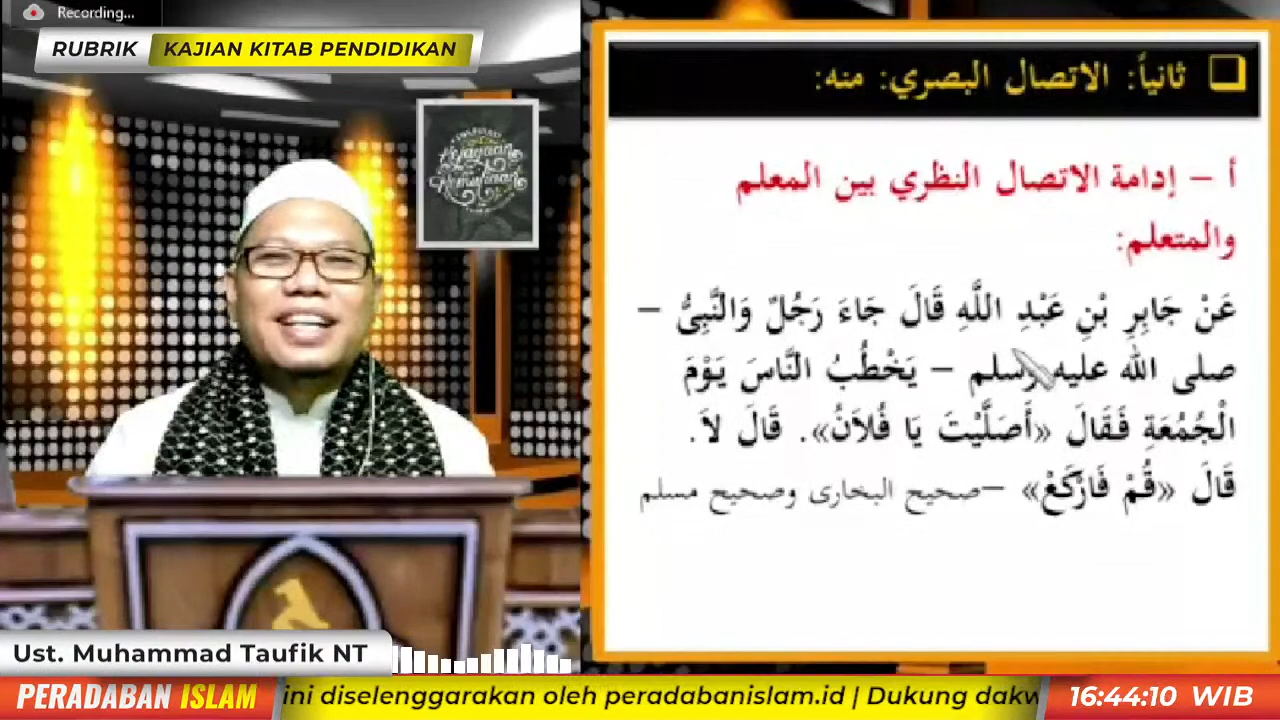 Recording...
RUBRIK KAJIAN KITAB PENDIDIKAN
ثانياً: الاتصال البصري: منه:
أ – إدامة الاتصال النظري بين المعلم
والمتعلم:
عَنْ جَابِرِ بْنِ عَبْدِ اللَّهِ قَالَ جَاءَ رَجُلٌ وَالنَّبِىُّ –
صلى الله عليه وسلم – يَخْطُبُ النَّاسَ يَوْمَ
الْجُمُعَةِ فَقَالَ «أَصَلَّيْتَ يَا فُلاَنُ». قَالَ لاَ.
قَالَ «قُمْ فَارْكَعْ» –صحيح البخارى وصحيح مسلم
Ust. Muhammad Taufik NT
PERADABAN ISLAM
ini diselenggarakan oleh peradabanislam.id | Dukung dakw
16:44:10 WIB